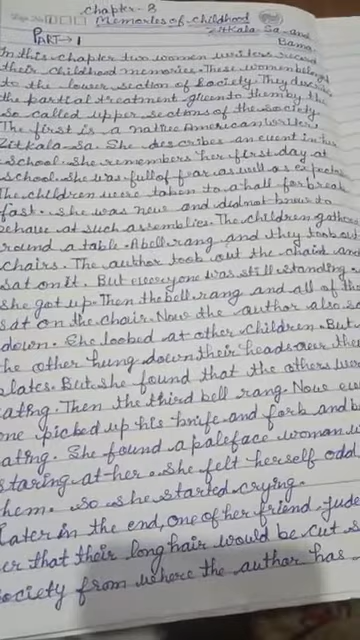 Chapter - 8
Memories of Childhood
Zitkala-Sa and
Bama
PART-1
In this chapter two women writers record
their childhood memories. These women belong
to the lower section of society. They describe
the partial treatment given to them by the
so called upper sections of the society.
The first is a native American writer
Zitkala-Sa. She describes an event in her
school. She remembers her first day at
school. She was full of fear as well as
The children were taken to a hall for break
fast. She was new and did not know to
behave at such assemblies. The children gathered
round a table. A bell rang and they took out
chairs. The author took out the chair and
sat on it. But everyone was still standing.
She got up. Then the bell rang and all of them
sat on the chair. Now the author also sat
down. She looked at other children. But
the other hung down their heads over their
plates. But she found that the others were
eating. Then the third bell rang. Now every
one picked up his knife and fork and
eating. She found a paleface woman
staring at her. She felt herself odd
them. So she started crying.
Later in the end, one of her friend Jude
er that their long hair would be cut
society from where the author has